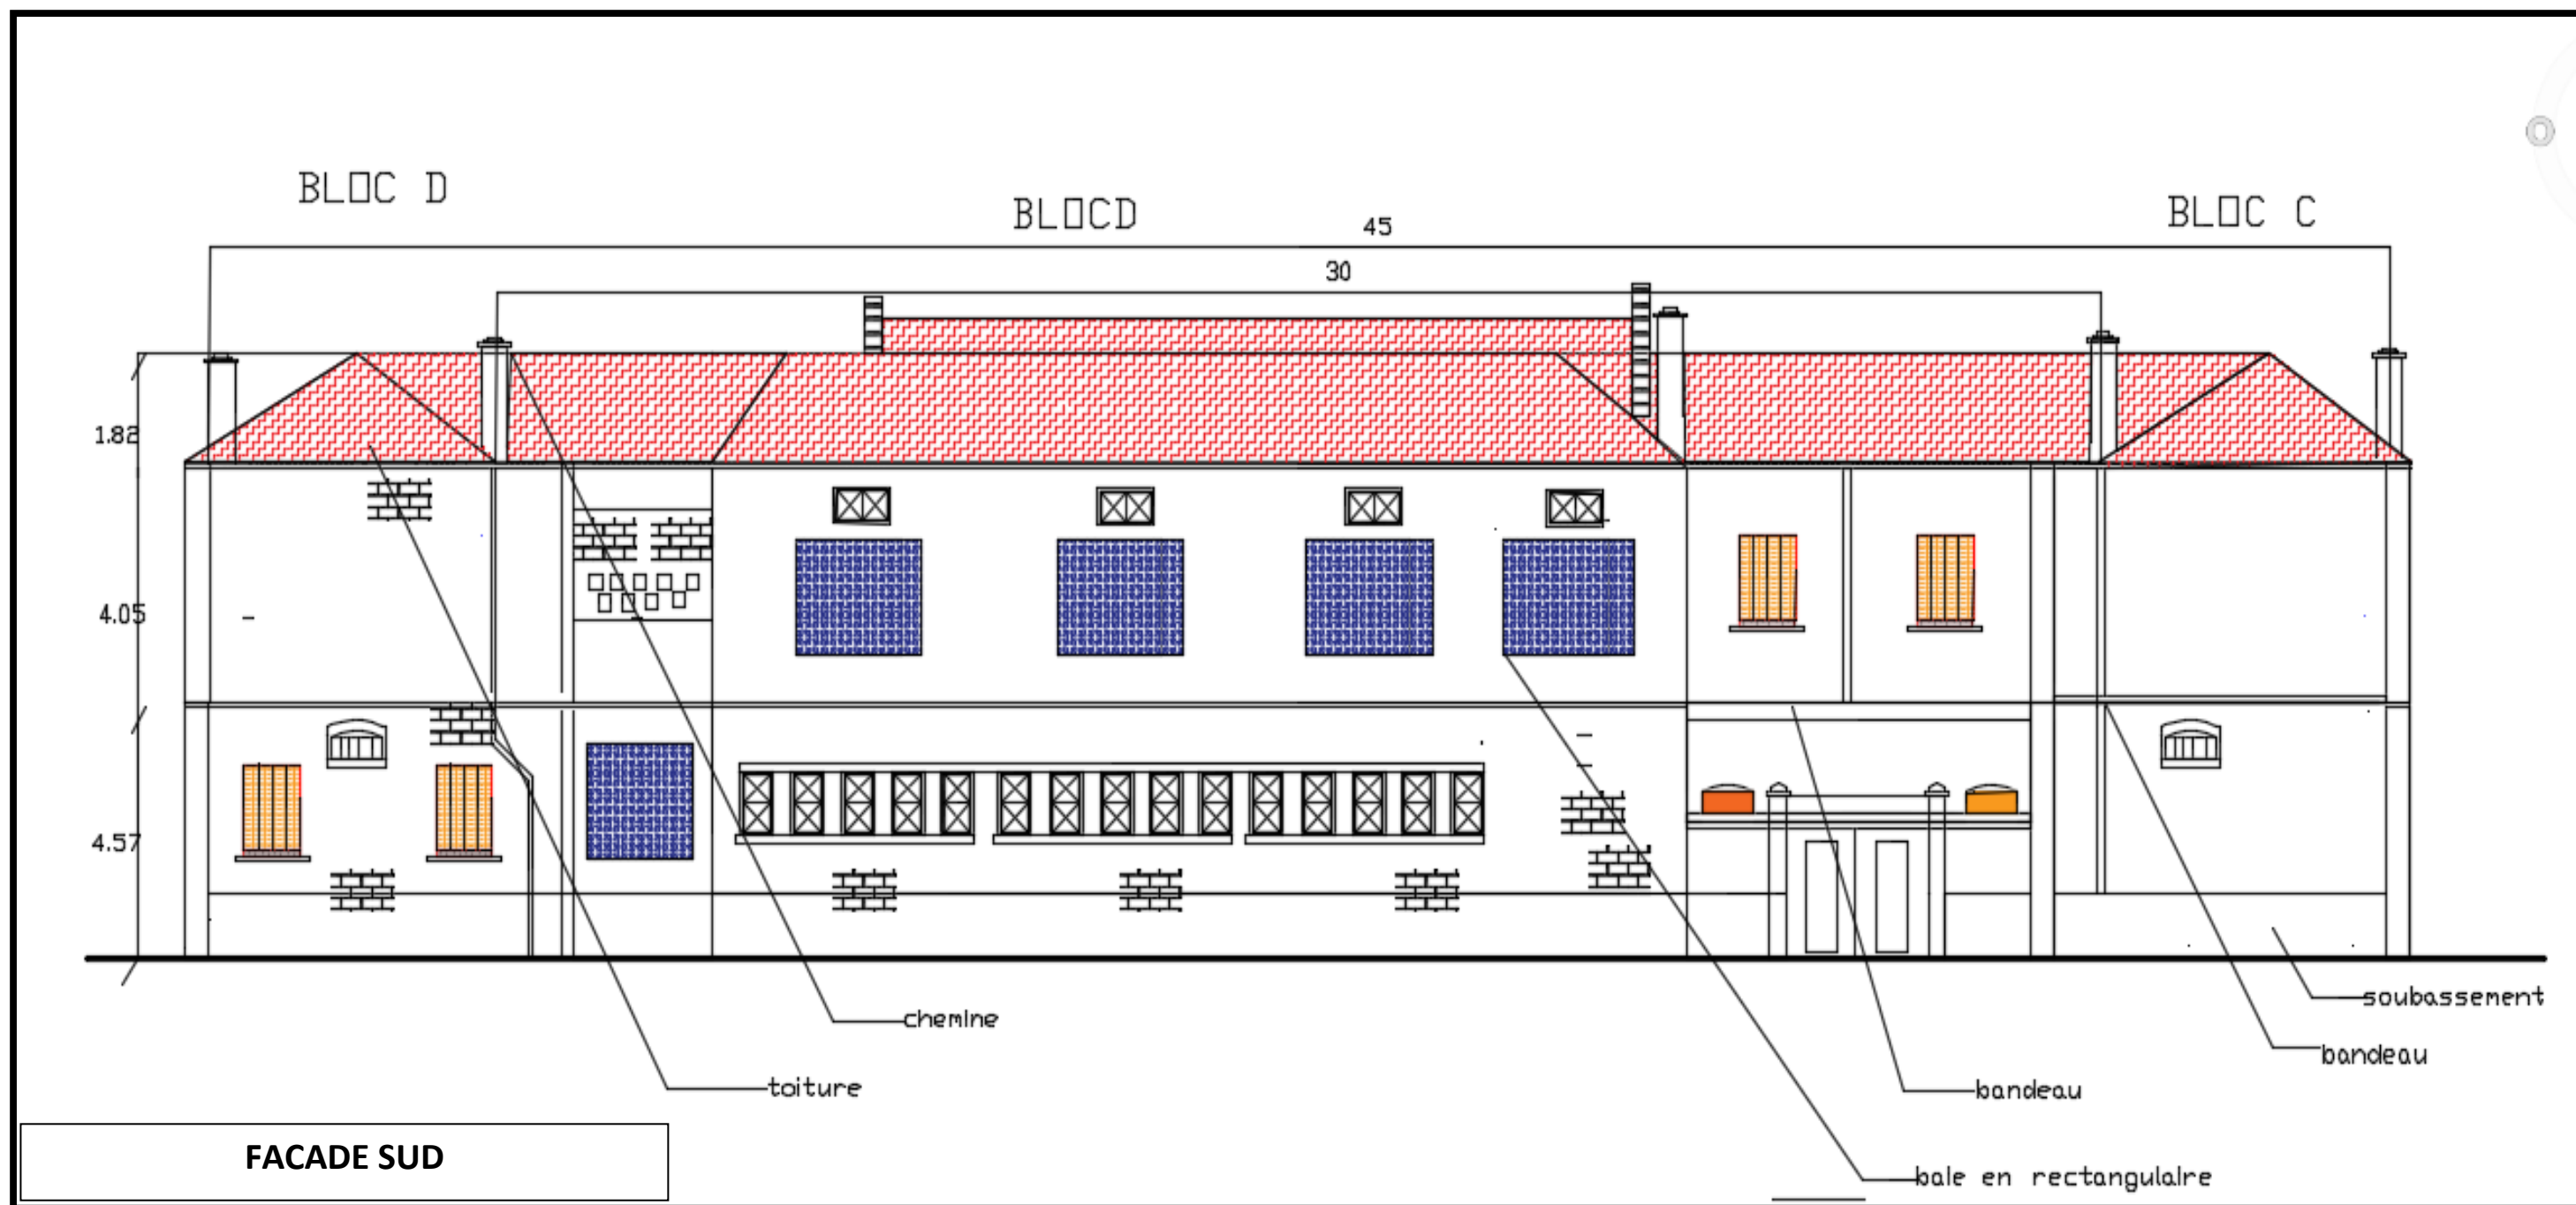 BLOC D
BLOCD
BLOC C
45
30
1.82
4.05
4.57
soubassement
chemine
bandeau
toiture
bandeau
FACADE SUD
baie en rectangulaire